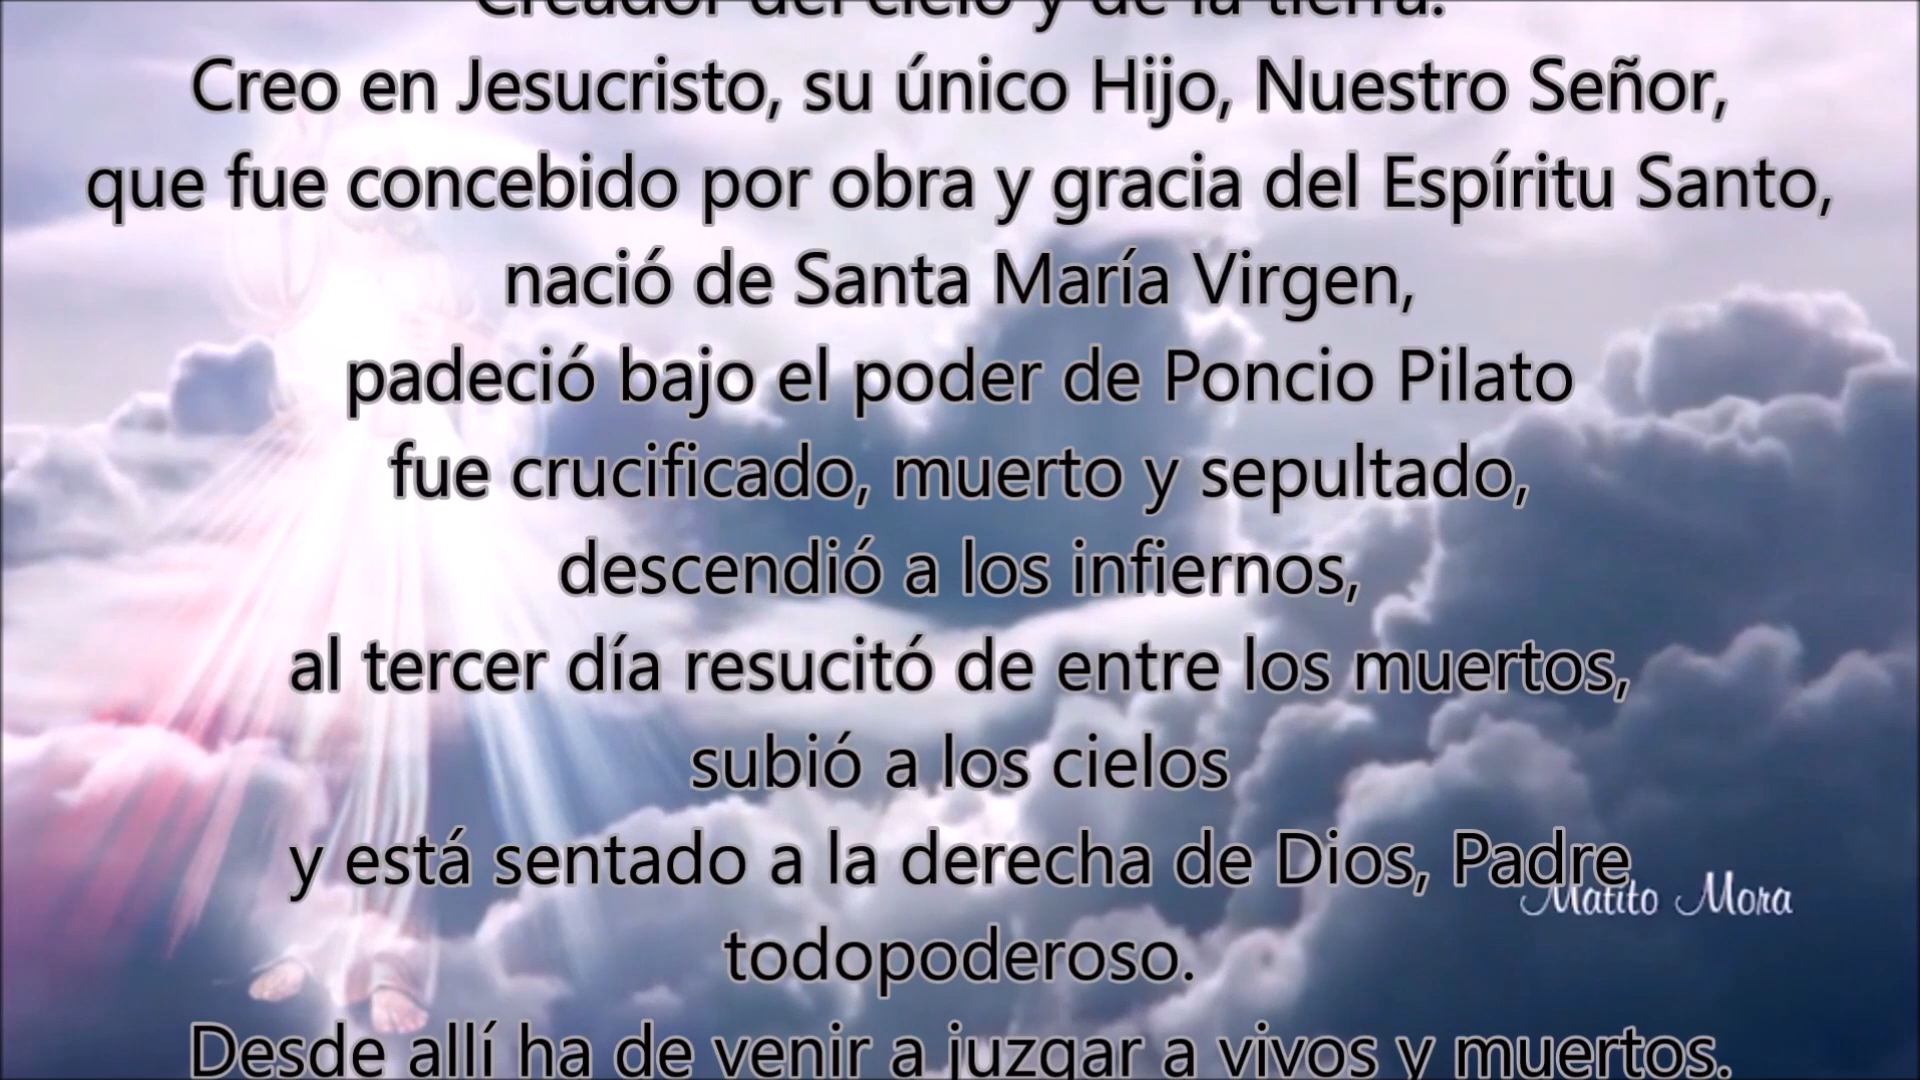 Creador del cielo y de la tierra.
Creo en Jesucristo, su único Hijo, Nuestro Señor,
que fue concebido por obra y gracia del Espíritu Santo,
nació de Santa María Virgen,
padeció bajo el poder de Poncio Pilato
fue crucificado, muerto y sepultado,
descendió a los infiernos,
al tercer día resucitó de entre los muertos,
subió a los cielos
y está sentado a la derecha de Dios, Padre
Matito Mora
todopoderoso.
Desde allí ha de venir a juzgar a vivos y muertos.